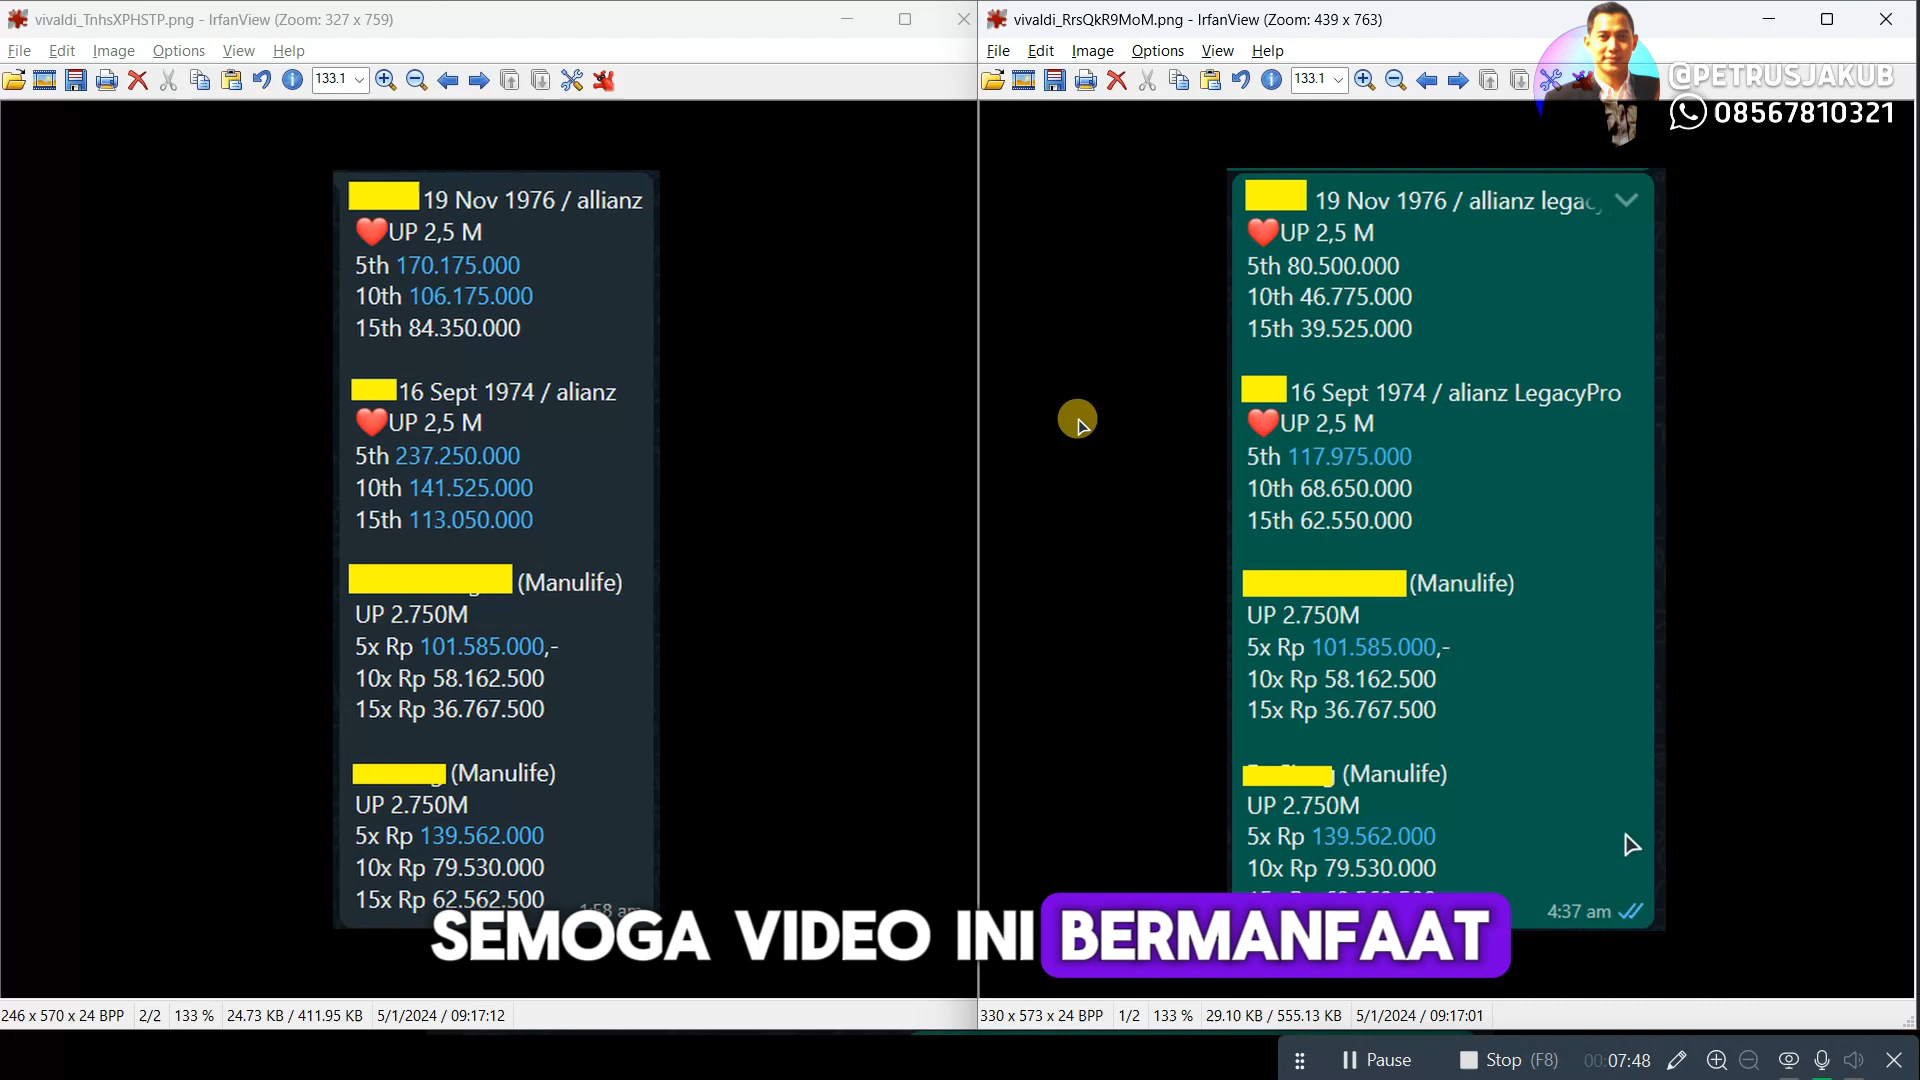 vivaldi_TnhsXPHSTP.png - IrfanView (Zoom: 327 x 759)
File Edit Image Options View Help
133.1
19 Nov 1976 / allianz
❤️UP 2,5 M
5th 170.175.000
10th 106.175.000
15th 84.350.000
16 Sept 1974 / alianz
❤️UP 2,5 M
5th 237.250.000
10th 141.525.000
15th 113.050.000
(Manulife)
UP 2.750M
5x Rp 101.585.000,-
10x Rp 58.162.500
15x Rp 36.767.500
(Manulife)
UP 2.750M
5x Rp 139.562.000
10x Rp 79.530.000
15x Rp 62.562.500
1:58 am
246 x 570 x 24 BPP 2/2 133 % 24.73 KB / 411.95 KB 5/1/2024 / 09:17:12
vivaldi_RrsQkR9MoM.png - IrfanView (Zoom: 439 x 763)
File Edit Image Options View Help
133.1
@PETRUSJAKUB
08567810321
19 Nov 1976 / allianz
❤️UP 2,5 M
5th 80.500.000
10th 46.775.000
15th 39.525.000
16 Sept 1974 / alianz LegacyPro
❤️UP 2,5 M
5th 117.975.000
10th 68.650.000
15th 62.550.000
(Manulife)
UP 2.750M
5x Rp 101.585.000,-
10x Rp 58.162.500
15x Rp 36.767.500
(Manulife)
UP 2.750M
5x Rp 139.562.000
10x Rp 79.530.000
4:37 am
330 x 573 x 24 BPP 1/2 133 % 29.10 KB / 555.13 KB 5/1/2024 / 09:17:01
SEMOGA VIDEO INI BERMANFAAT
Pause Stop (F8) 00:07:48